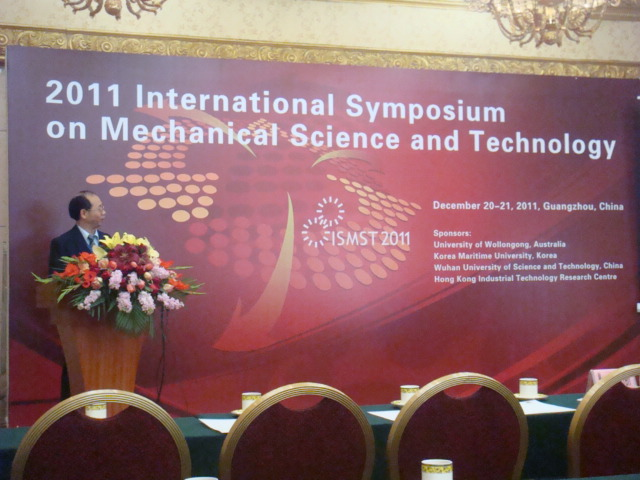 2011 International Symposium
on Mechanical Science and Technology
December 20-21, 2011, Guangzhou, China
ISMST 2011
Sponsors:
University of Wollongong, Australia
Korea Maritime University, Korea
Wuhan University of Science and Technology, China
Hong Kong Industrial Technology Research Centre